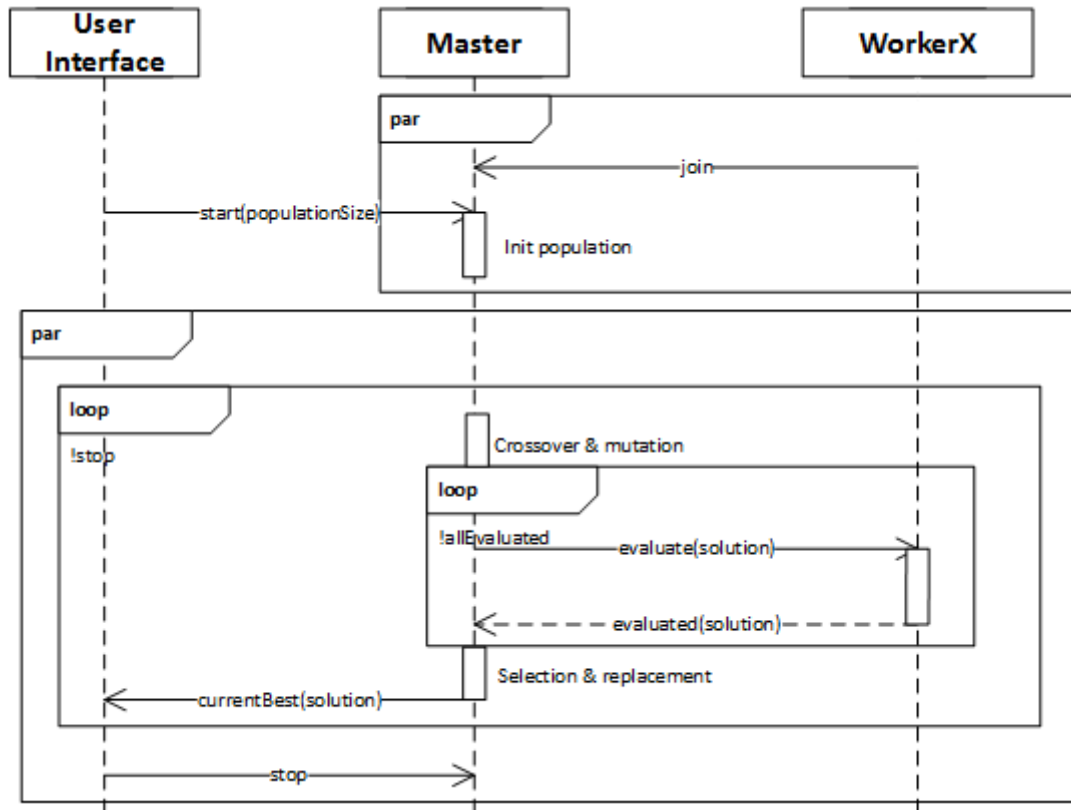 User
Interface
Master
WorkerX
par
join
start(populationSize)
Init population
par
loop
!stop
Crossover & mutation
loop
!allEvaluated
evaluate(solution)
evaluated(solution)
Selection & replacement
currentBest(solution)
stop